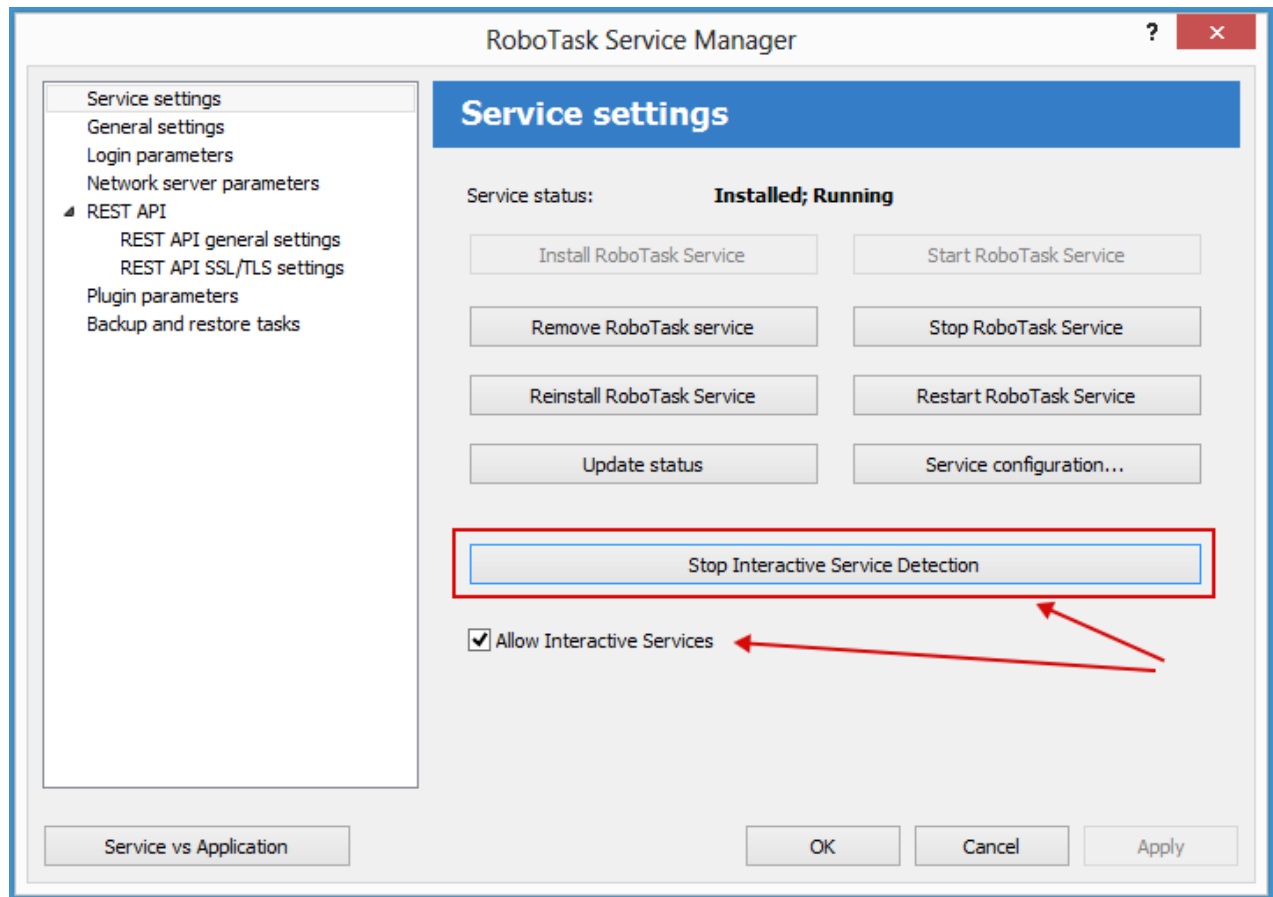 RoboTask Service Manager
?
Service settings
General settings
Login parameters
Network server parameters
REST API
REST API general settings
REST API SSL/TLS settings
Plugin parameters
Backup and restore tasks
Service settings
Service status: Installed; Running
Install RoboTask Service Start RoboTask Service
Remove RoboTask service Stop RoboTask Service
Reinstall RoboTask Service Restart RoboTask Service
Update status Service configuration...
Stop Interactive Service Detection
Allow Interactive Services
Service vs Application OK Cancel Apply